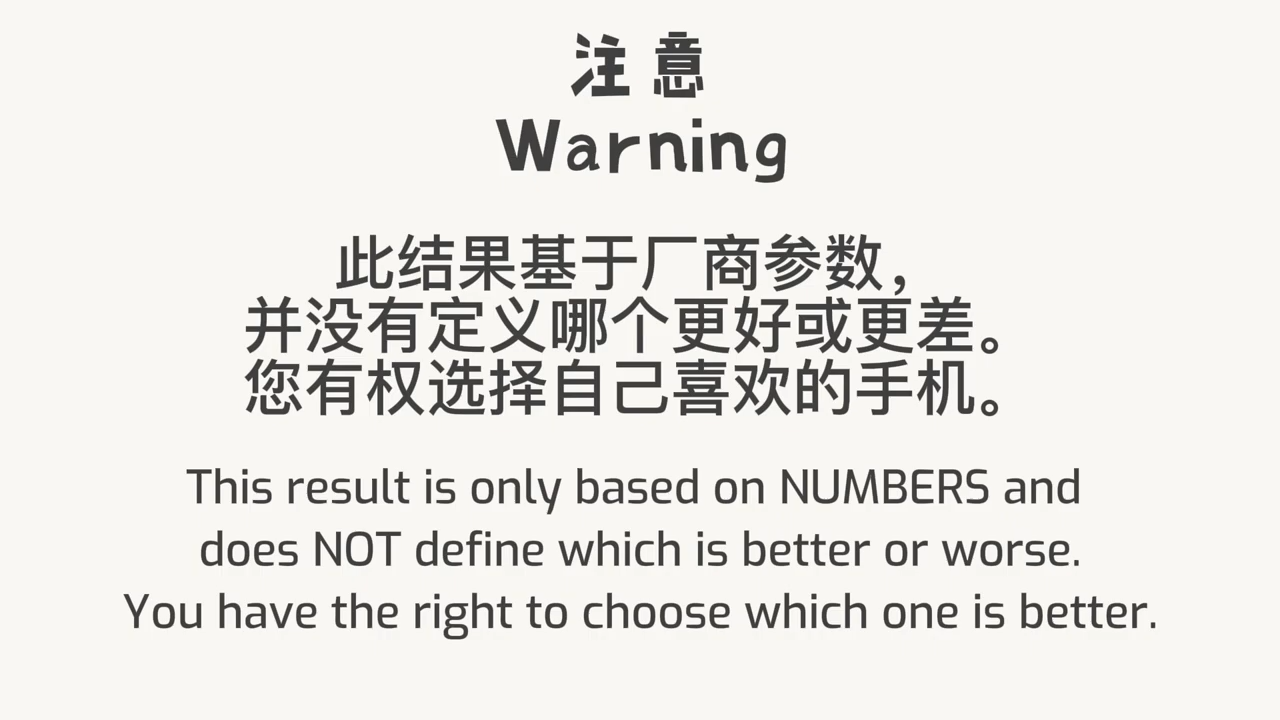 注意
Warning
此结果基于厂商参数，
并没有定义哪个更好或更差。
您有权选择自己喜欢的手机。
This result is only based on NUMBERS and
does NOT define which is better or worse.
You have the right to choose which one is better.